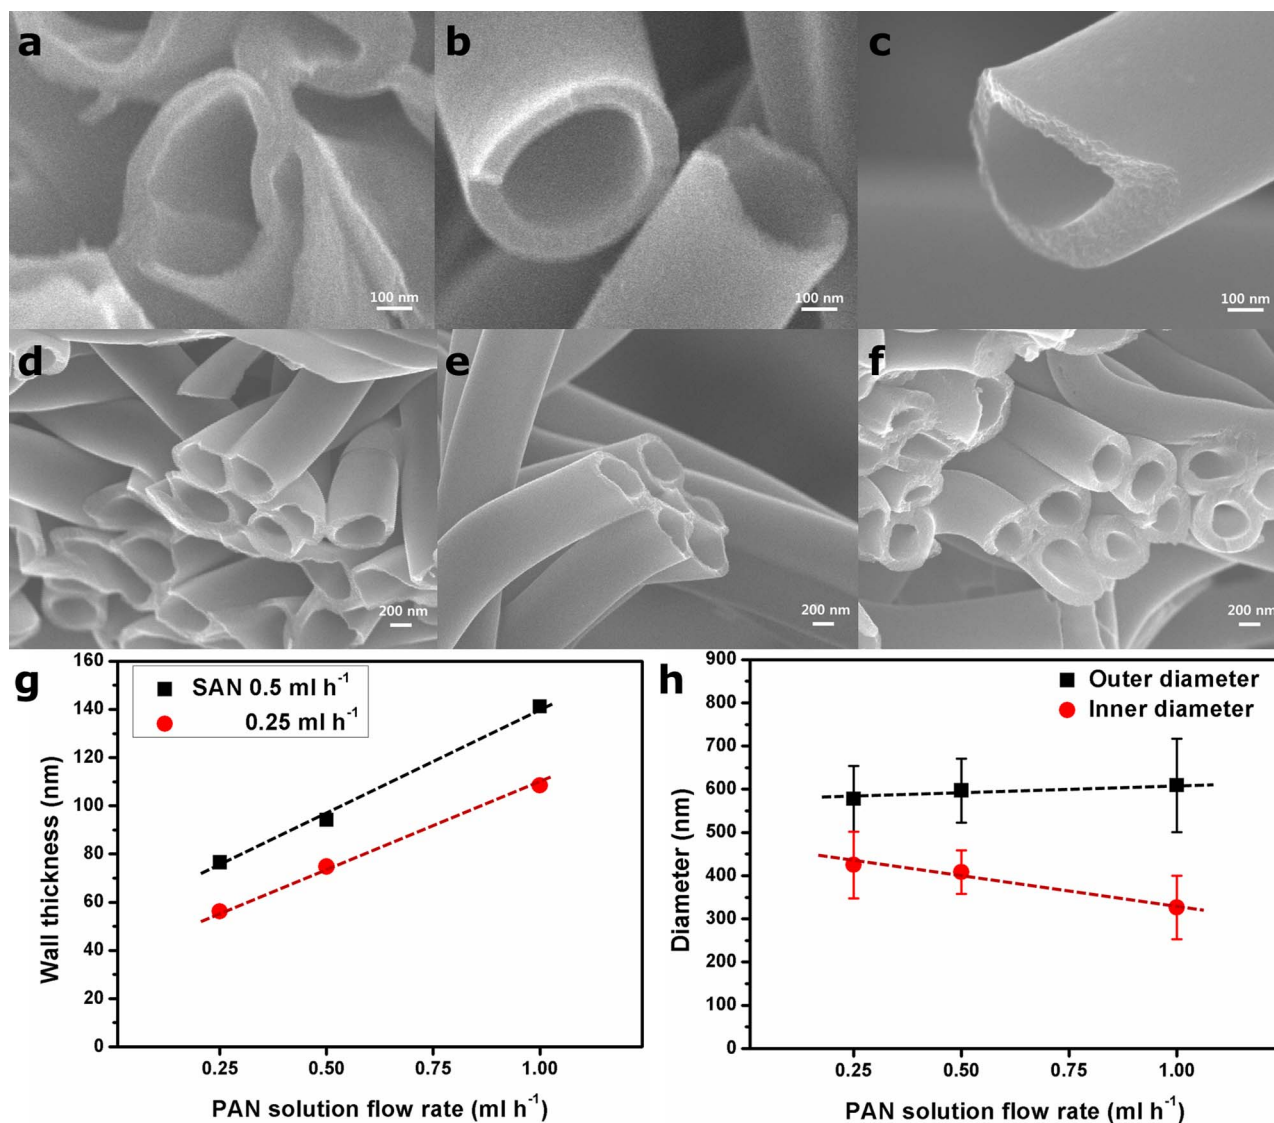 a
b
c
100 nm
100 nm
100 nm
d
e
f
200 nm
200 nm
200 nm
g
SAN 0.5 ml h⁻¹
0.25 ml h⁻¹
160
140
120
100
80
60
40
20
0
Wall thickness (nm)
0.25
0.50
0.75
1.00
PAN solution flow rate (ml h⁻¹)
h
Outer diameter
Inner diameter
900
800
700
600
500
400
300
200
100
0
Diameter (nm)
0.25
0.50
0.75
1.00
PAN solution flow rate (ml h⁻¹)